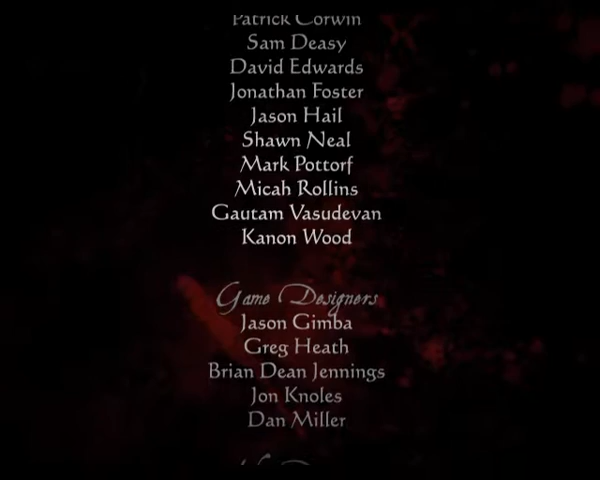 Patrick Corwin
Sam Deasy
David Edwards
Jonathan Foster
Jason Hail
Shawn Neal
Mark Pottorf
Micah Rollins
Gautam Vasudevan
Kanon Wood
Game Designers
Jason Gimba
Greg Heath
Brian Dean Jennings
Jon Knoles
Dan Miller